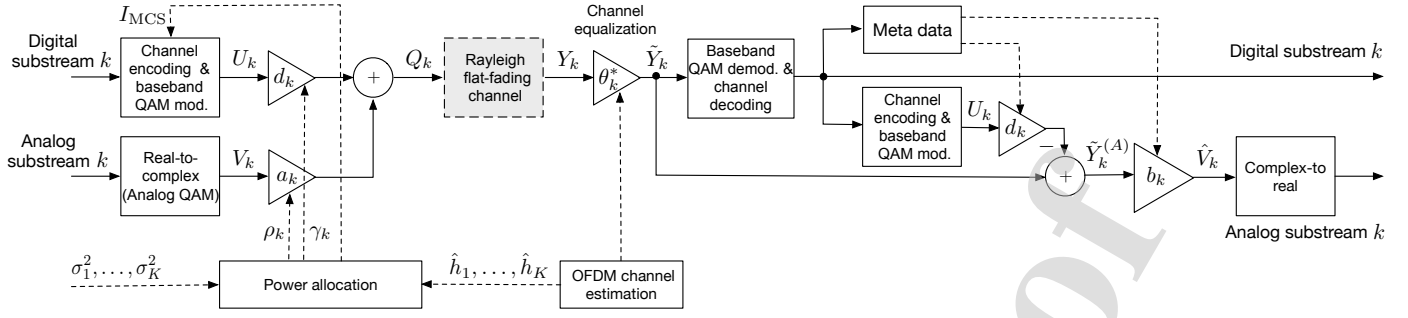 I_MCS
Digital
substream k
Channel
encoding &
baseband
QAM mod.
U_k
d_k
+
Q_k
Rayleigh
flat-fading
channel
Y_k
Channel
equalization
θ_k^*
Ỹ_k
Baseband
QAM demod. &
channel
decoding
Meta data
Digital substream k
Channel
encoding &
baseband
QAM mod.
U_k
d_k
−
+
Ỹ_k^(A)
b_k
V̂_k
Complex-to
real
Analog substream k
Analog
substream k
Real-to-
complex
(Analog QAM)
V_k
a_k
ρ_k
γ_k
σ_1^2,...,σ_K^2
Power allocation
ĥ_1,...,ĥ_K
OFDM channel
estimation
of